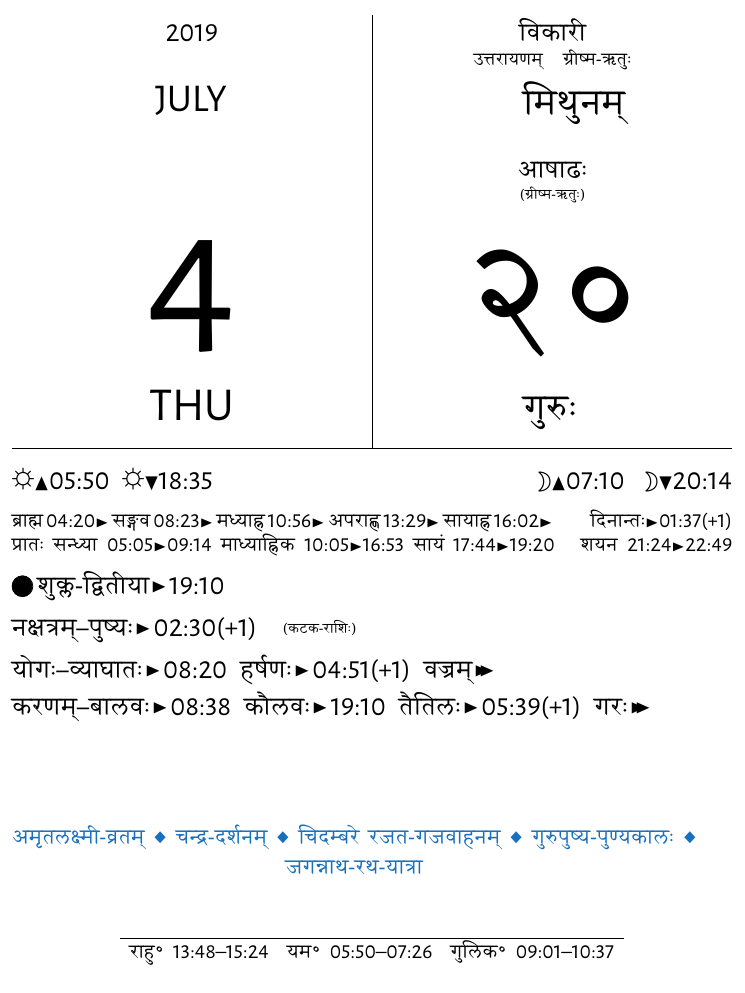 2019
JULY
4
THU
विकारी
उत्तरायणम् ग्रीष्म-ऋतुः
मिथुनम्
आषाढः
(ग्रीष्म-ऋतुः)
२०
गुरुः
☼▲05:50 ☼▼18:35 ☽▲07:10 ☽▼20:14
ब्राह्म 04:20► सङ्गव 08:23► मध्याह्न 10:56► अपराह्ण 13:29► सायाह्न 16:02► दिनान्तः►01:37(+1)
प्रातः सन्ध्या 05:05►09:14 माध्याह्निक 10:05►16:53 सायं 17:44►19:20 शयन 21:24►22:49
●शुक्ल-द्वितीया►19:10
नक्षत्रम्–पुष्यः► 02:30(+1) (कटक-राशिः)
योगः–व्याघातः► 08:20 हर्षणः► 04:51(+1) वज्रम्►►
करणम्–बालवः► 08:38 कौलवः►19:10 तैतिलः► 05:39(+1) गरः►►
अमृतलक्ष्मी-व्रतम् ◆ चन्द्र-दर्शनम् ◆ चिदम्बरे रजत-गजवाहनम् ◆ गुरुपुष्य-पुण्यकालः ◆
जगन्नाथ-रथ-यात्रा
राहु॰ 13:48–15:24 यम॰ 05:50–07:26 गुलिक॰ 09:01–10:37